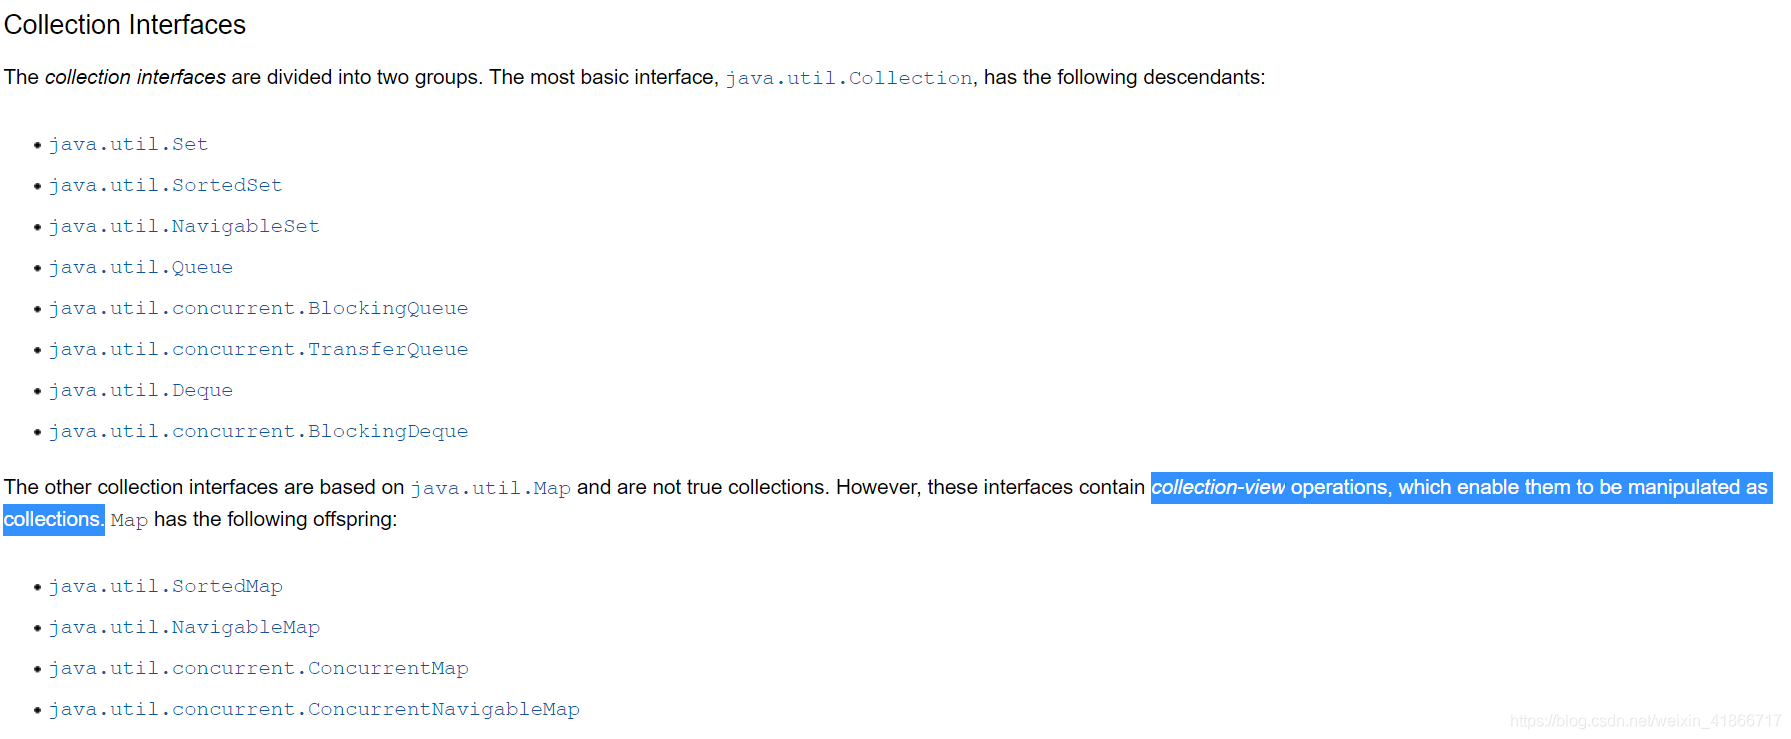 Collection Interfaces
The collection interfaces are divided into two groups. The most basic interface, java.util.Collection, has the following descendants:
• java.util.Set
• java.util.SortedSet
• java.util.NavigableSet
• java.util.Queue
• java.util.concurrent.BlockingQueue
• java.util.concurrent.TransferQueue
• java.util.Deque
• java.util.concurrent.BlockingDeque
The other collection interfaces are based on java.util.Map and are not true collections. However, these interfaces contain collection-view operations, which enable them to be manipulated as
collections. Map has the following offspring:
• java.util.SortedMap
• java.util.NavigableMap
• java.util.concurrent.ConcurrentMap
• java.util.concurrent.ConcurrentNavigableMap
https://blog.csdn.net/weixin_41866717